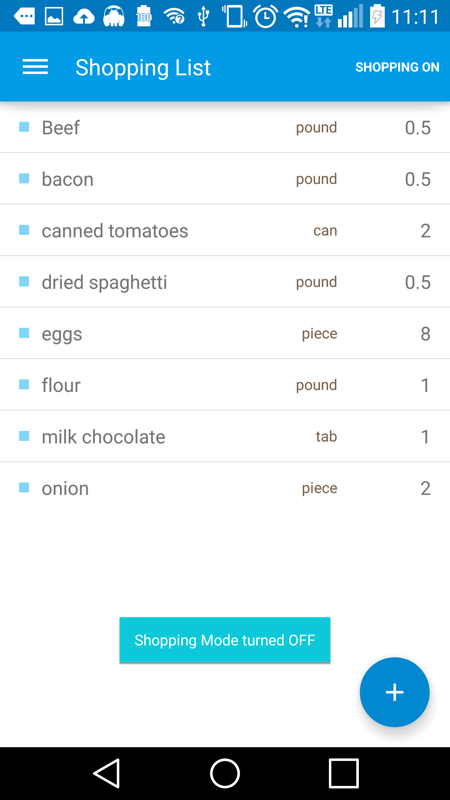 100 LTE 11:11
Shopping List SHOPPING ON
Beef pound 0.5
bacon pound 0.5
canned tomatoes can 2
dried spaghetti pound 0.5
eggs piece 8
flour pound 1
milk chocolate tab 1
onion piece 2
Shopping Mode turned OFF
+